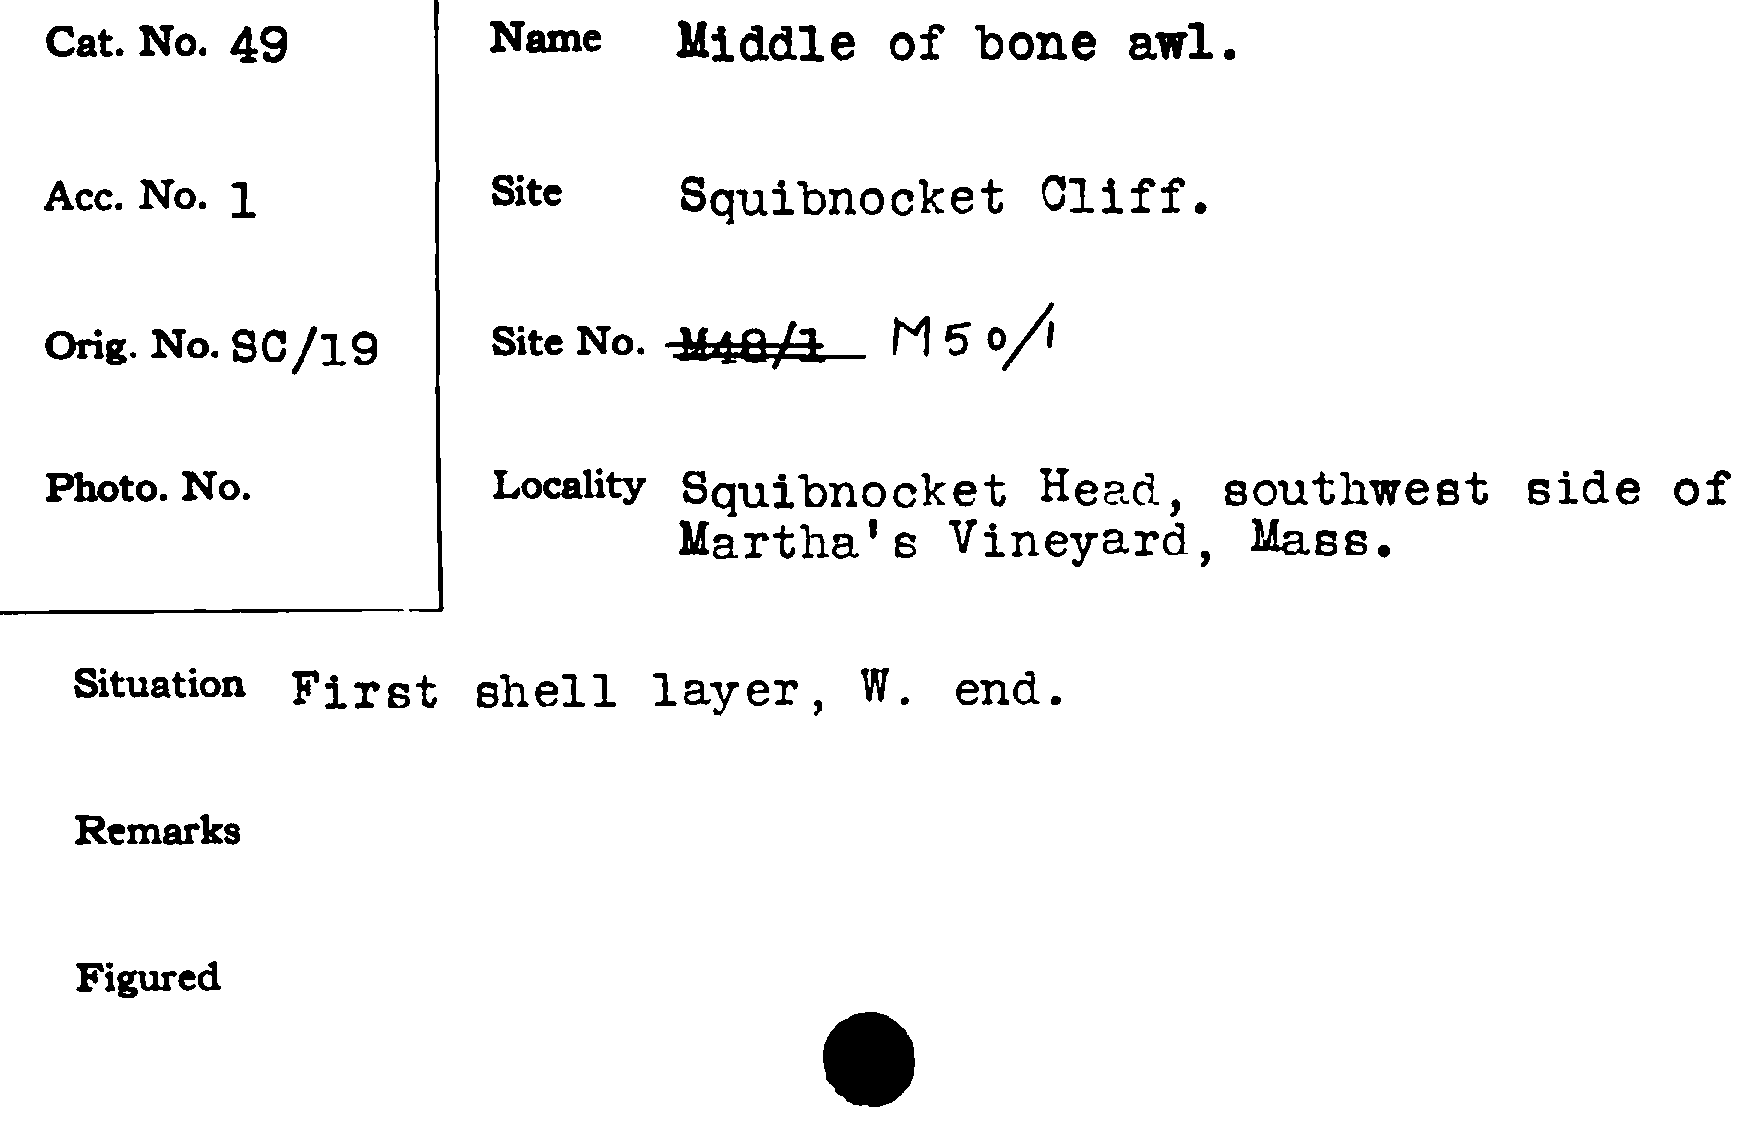 Cat. No. 49
Name Middle of bone awl.
Acc. No. 1
Site Squibnocket Cliff.
Orig. No. SC/19
Site No. M48/1 M50/1
Photo. No.
Locality Squibnocket Head, southwest side of
Martha's Vineyard, Mass.
Situation First shell layer, W. end.
Remarks
Figured